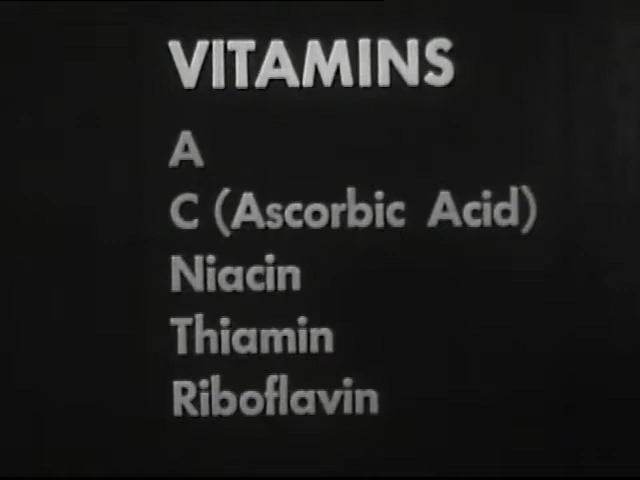 VITAMINS
A
C (Ascorbic Acid)
Niacin
Thiamin
Riboflavin